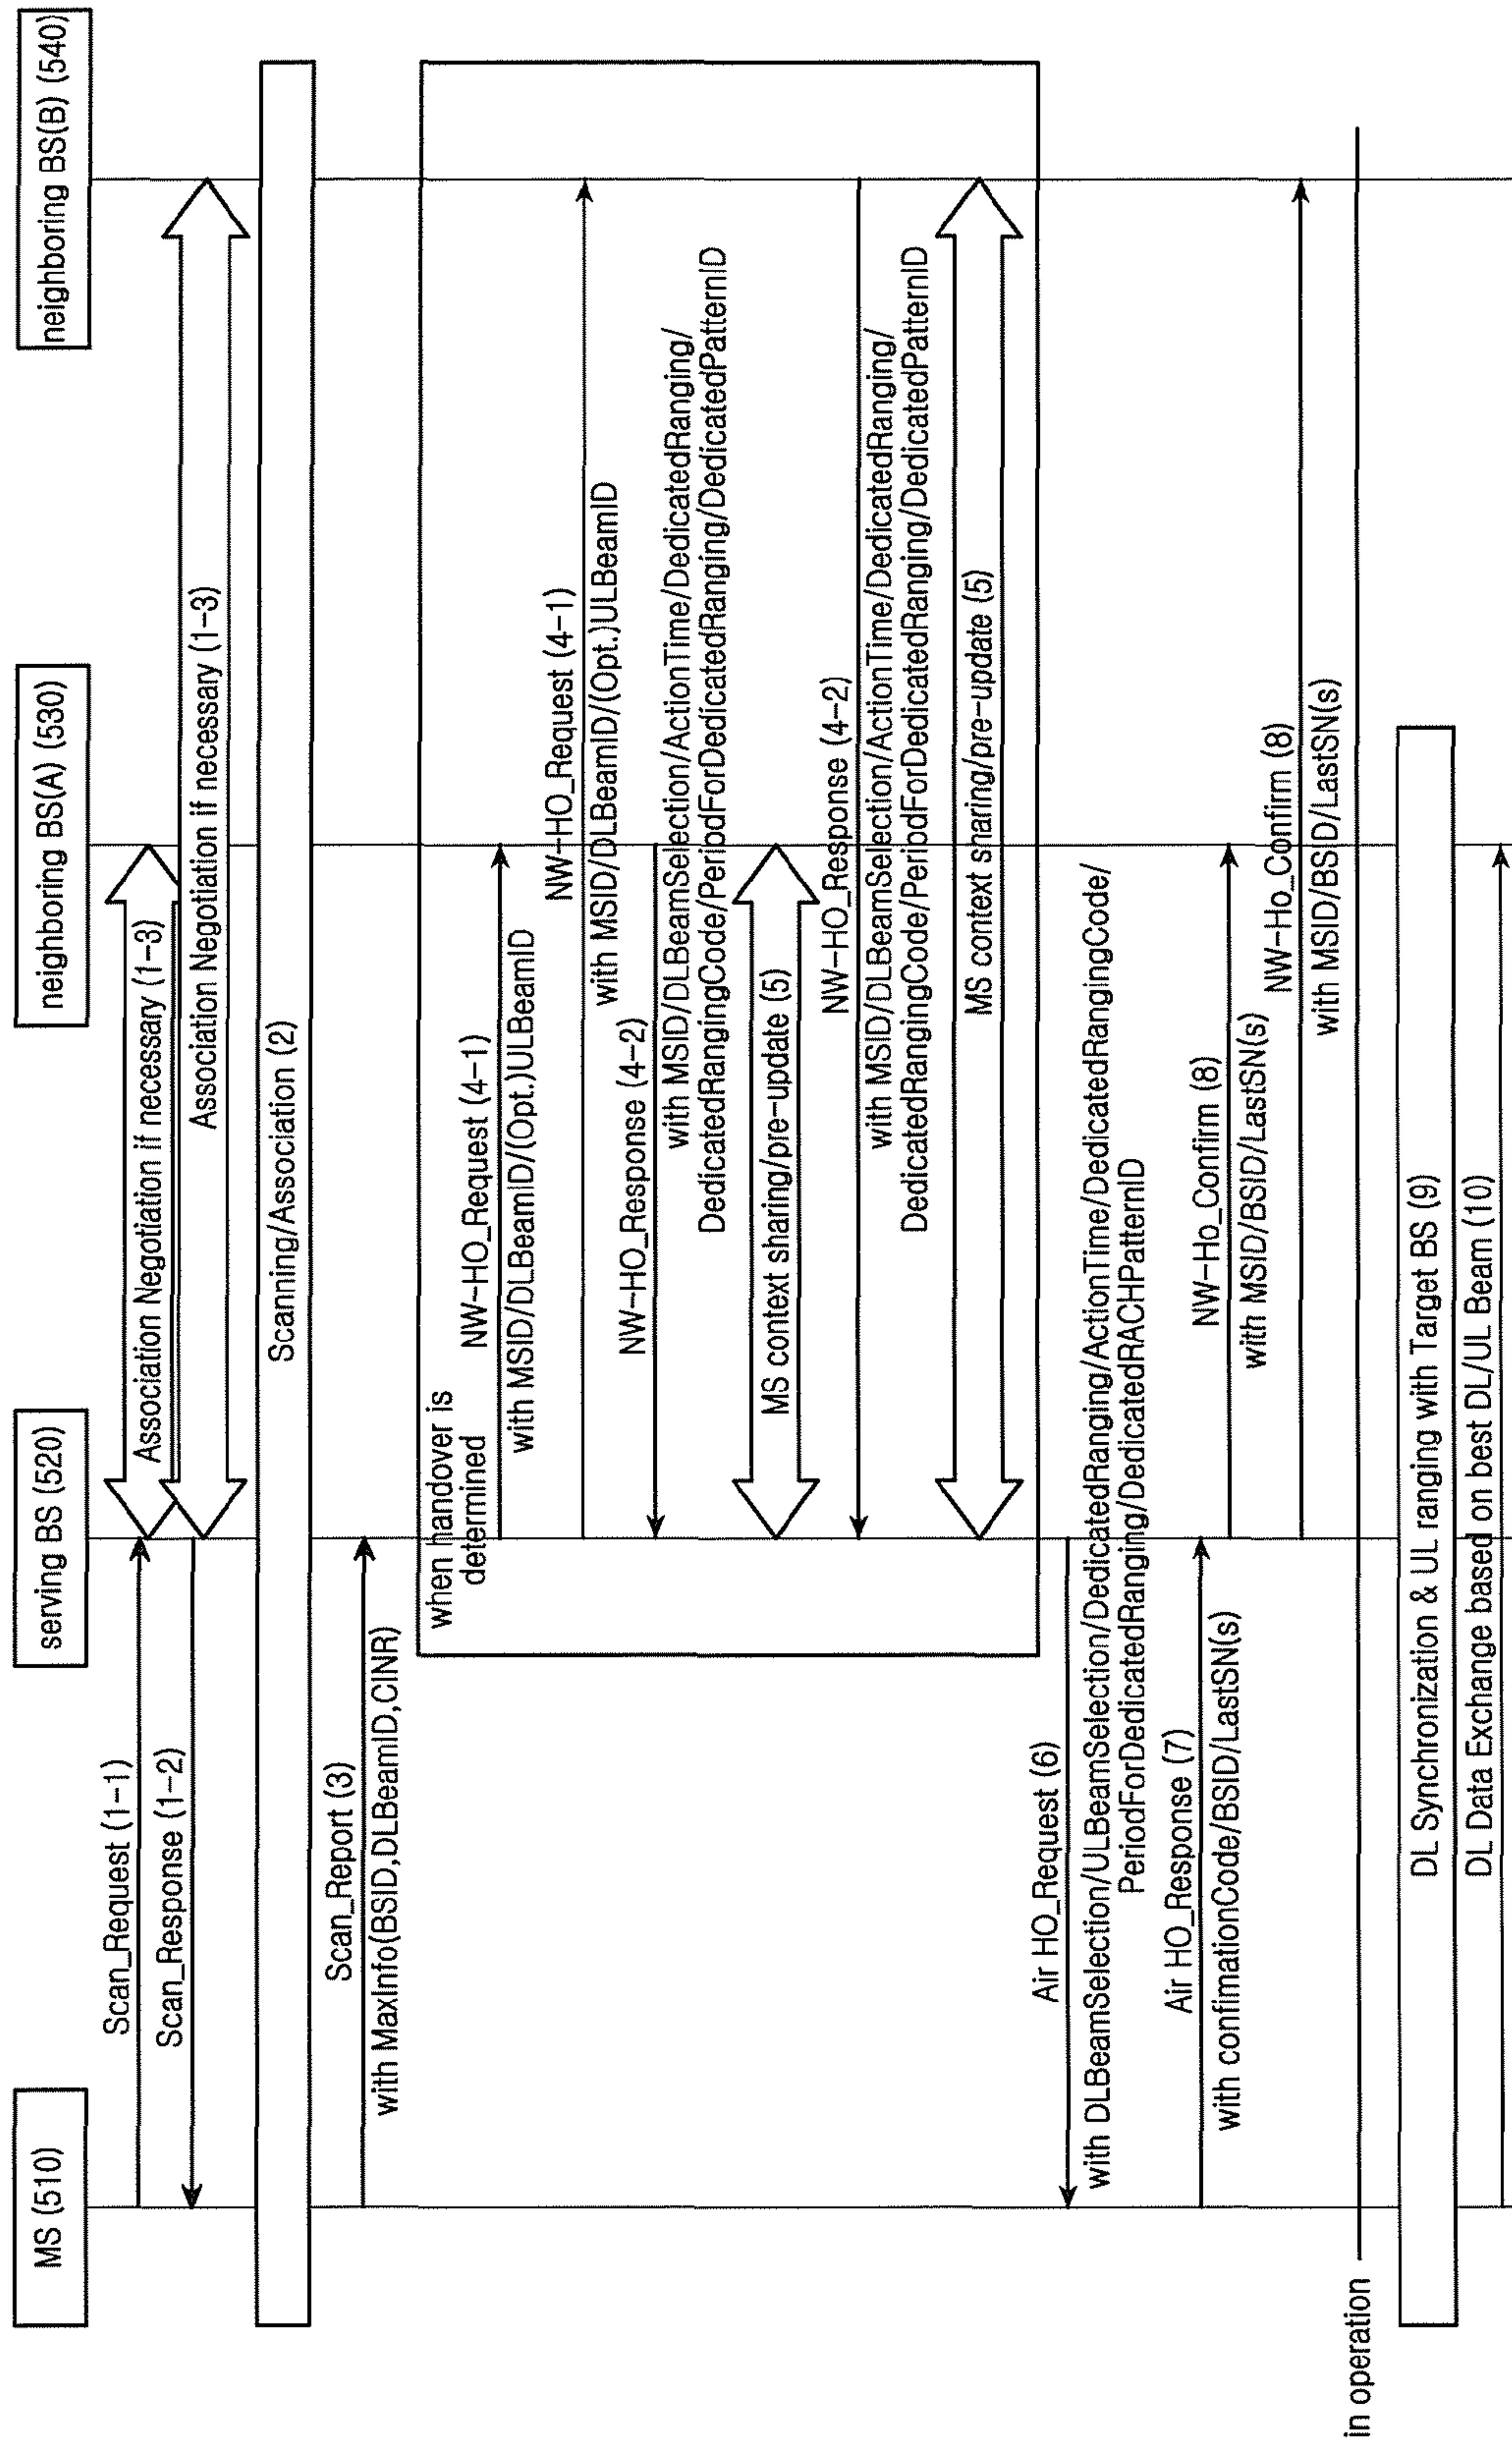 MS (510)
serving BS (520)
neighboring BS(A) (530)
neighboring BS(B) (540)
Scan_Request (1-1)
Association Negotiation if necessary (1-3)
Scan_Response (1-2)
Association Negotiation if necessary (1-3)
Scanning/Association (2)
Scan_Report (3)
with MaxInfo(BSID,DLBeamID,CINR)
when handover is
determined
NW-HO_Request (4-1)
with MSID/DLBeamID/(Opt.)ULBeamID
NW-HO_Request (4-1)
with MSID/DLBeamID/(Opt.)ULBeamID
NW-HO_Response (4-2)
with MSID/DLBeamSelection/ActionTime/DedicatedRanging/
DedicatedRangingCode/PeriodForDedicatedRanging/DedicatedPatternID
MS context sharing/pre-update (5)
NW-HO_Response (4-2)
with MSID/DLBeamSelection/ActionTime/DedicatedRanging/
DedicatedRangingCode/PeriodForDedicatedRanging/DedicatedPatternID
MS context sharing/pre-update (5)
Air HO_Request (6)
with DLBeamSelection/ULBeamSelection/DedicatedRanging/ActionTime/DedicatedRangingCode/
PeriodForDedicatedRanging/DedicatedRACHPatternID
Air HO_Response (7)
with confimationCode/BSID/LastSN(s)
NW-Ho_Confirm (8)
with MSID/BSID/LastSN(s)
NW-Ho_Confirm (8)
with MSID/BSID/LastSN(s)
in operation
DL Synchronization & UL ranging with Target BS (9)
DL Data Exchange based on best DL/UL Beam (10)